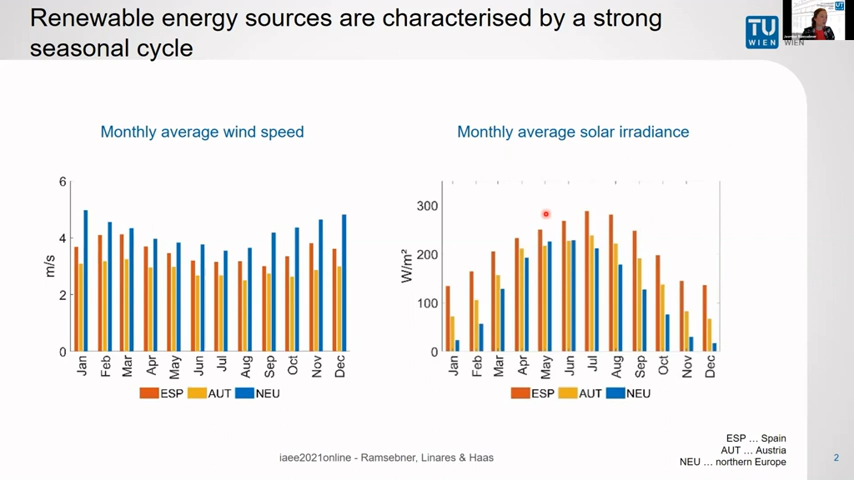 Renewable energy sources are characterised by a strong
seasonal cycle
TU
WIEN
WIEN
Monthly average wind speed
Monthly average solar irradiance
6
4
2
0
m/s
Jan Feb Mar Apr May Jun Jul Aug Sep Oct Nov Dec
ESP AUT NEU
300
200
100
0
W/m²
Jan Feb Mar Apr May Jun Jul Aug Sep Oct Nov Dec
ESP AUT NEU
ESP ... Spain
AUT ... Austria
NEU ... northern Europe
iaee2021online - Ramsebner, Linares & Haas
2